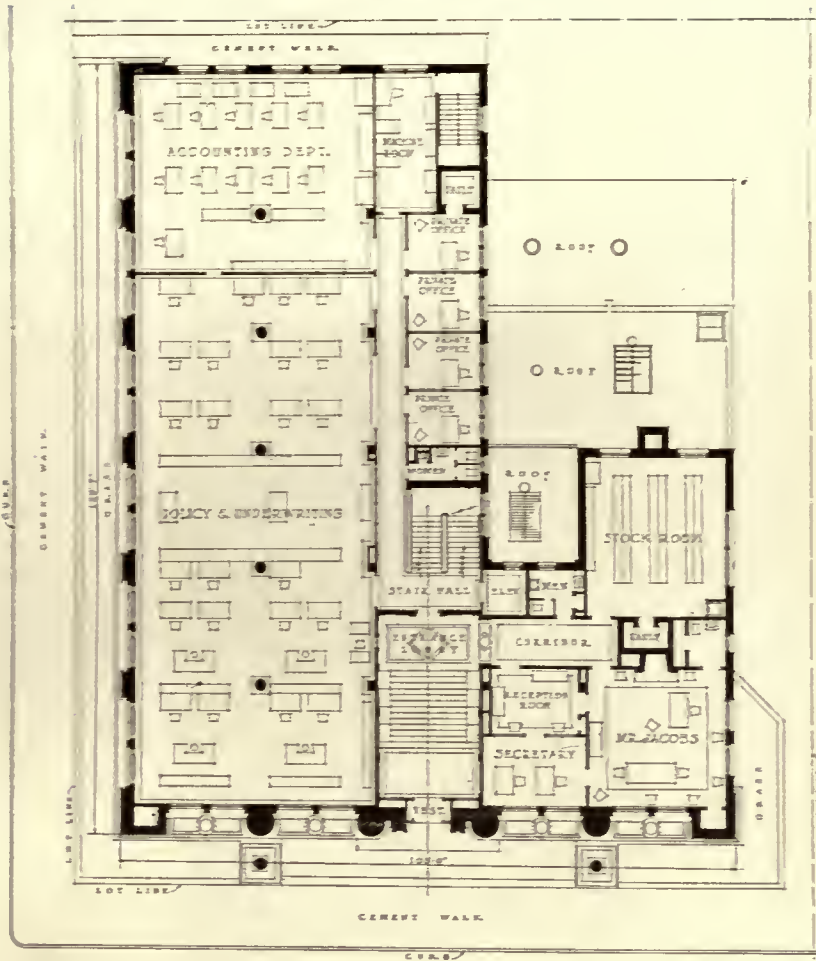 LOT LINE
CEMENT WALK
ACCOUNTING DEPT.
VAULT
PRIVATE
OFFICE
PRIVATE
OFFICE
PRIVATE
OFFICE
PRIVATE
OFFICE
ROOF
ROOF
CURB
CEMENT WALK
GRASS
WOMEN
ROOF
POLICY & UNDERWRITING
STOCK ROOM
STAIR HALL
ELEV.
MEN
ENTRANCE
LOBBY
CORRIDOR
VAULT
RECEPTION
ROOM
SECRETARY
MR. JACOBS
GRASS
VEST.
LOT LINE
LOT LINE
CEMENT WALK
CURB